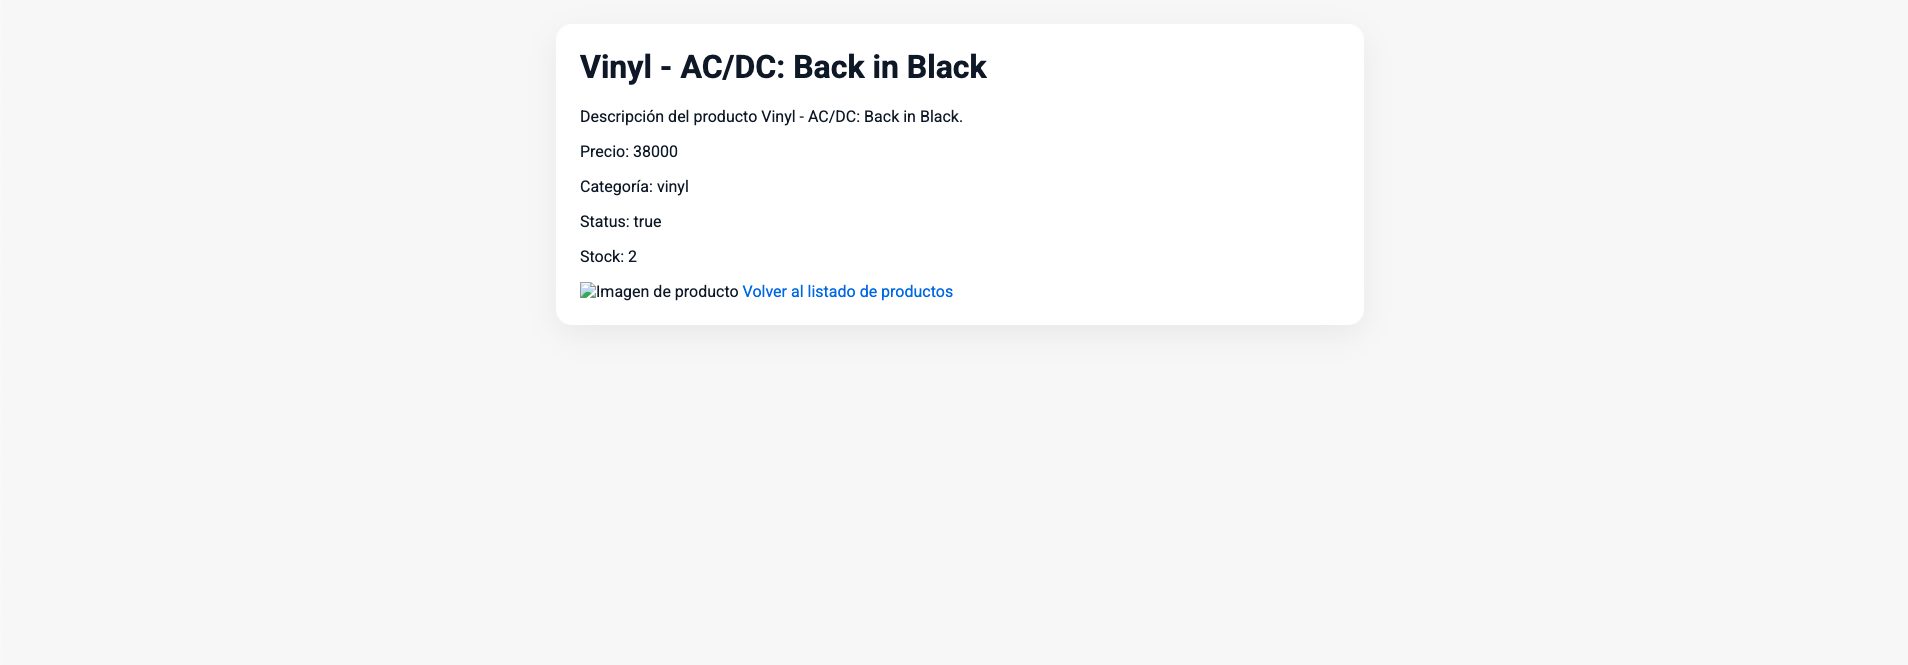 Vinyl - AC/DC: Back in Black
Descripción del producto Vinyl - AC/DC: Back in Black.
Precio: 38000
Categoría: vinyl
Status: true
Stock: 2
Imagen de producto Volver al listado de productos